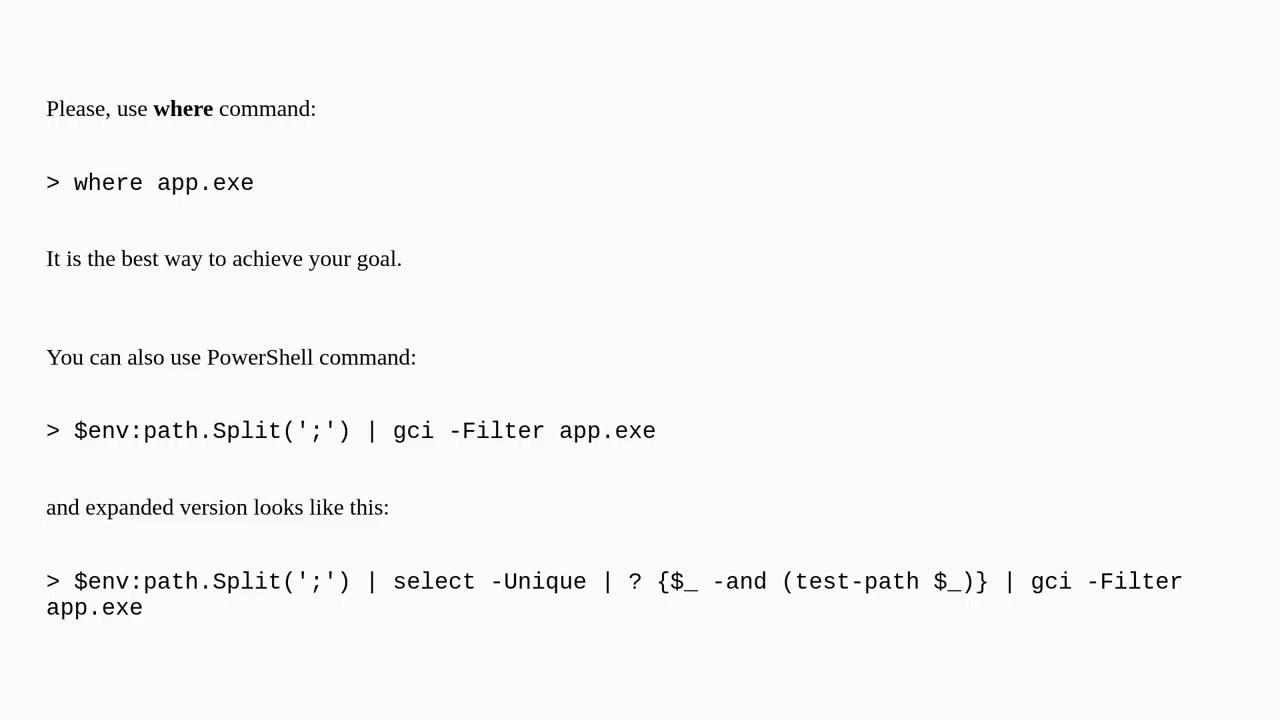 Please, use where command:
> where app.exe
It is the best way to achieve your goal.
You can also use PowerShell command:
> $env:path.Split(';') | gci -Filter app.exe
and expanded version looks like this:
> $env:path.Split(';') | select -Unique | ? {$_ -and (test-path $_)} | gci -Filter
app.exe